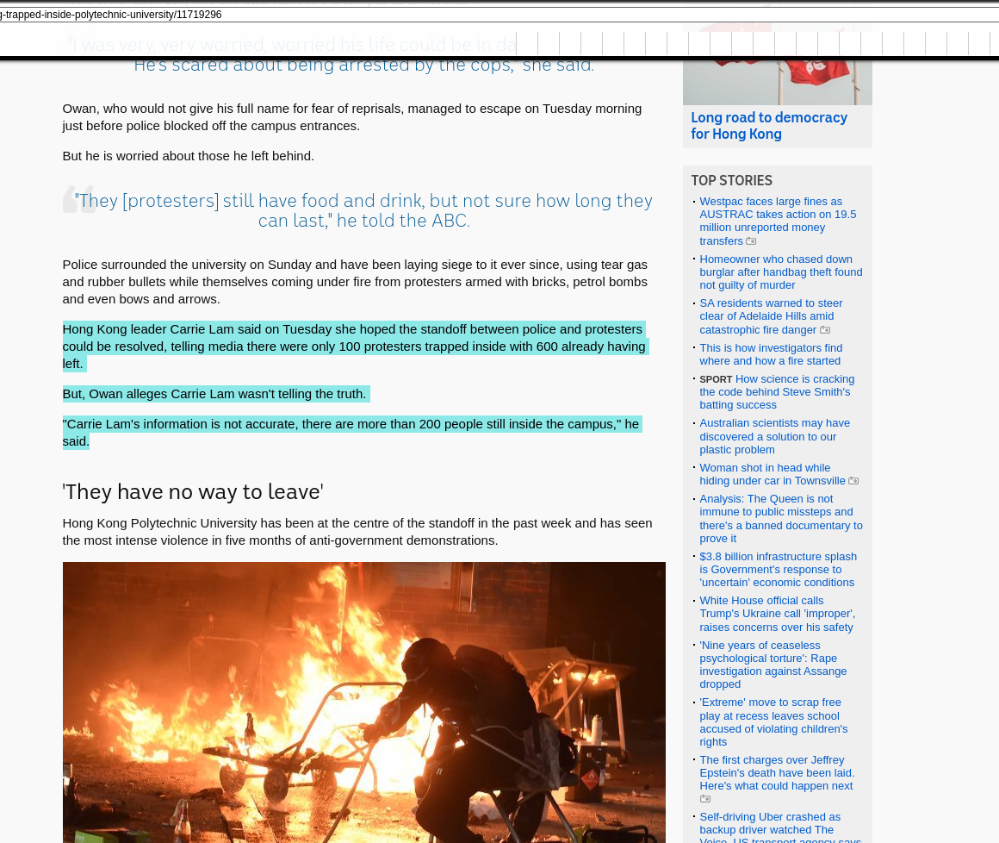 g-trapped-inside-polytechnic-university/11719296
"I was very, very worried, worried his life could be in da
He's scared about being arrested by the cops," she said.
Owan, who would not give his full name for fear of reprisals, managed to escape on Tuesday morning
just before police blocked off the campus entrances.
But he is worried about those he left behind.
"They [protesters] still have food and drink, but not sure how long they
can last," he told the ABC.
Police surrounded the university on Sunday and have been laying siege to it ever since, using tear gas
and rubber bullets while themselves coming under fire from protesters armed with bricks, petrol bombs
and even bows and arrows.
Hong Kong leader Carrie Lam said on Tuesday she hoped the standoff between police and protesters
could be resolved, telling media there were only 100 protesters trapped inside with 600 already having
left.
But, Owan alleges Carrie Lam wasn't telling the truth.
"Carrie Lam's information is not accurate, there are more than 200 people still inside the campus," he
said.
'They have no way to leave'
Hong Kong Polytechnic University has been at the centre of the standoff in the past week and has seen
the most intense violence in five months of anti-government demonstrations.
Long road to democracy
for Hong Kong
TOP STORIES
Westpac faces large fines as
AUSTRAC takes action on 19.5
million unreported money
transfers
Homeowner who chased down
burglar after handbag theft found
not guilty of murder
SA residents warned to steer
clear of Adelaide Hills amid
catastrophic fire danger
This is how investigators find
where and how a fire started
SPORT How science is cracking
the code behind Steve Smith's
batting success
Australian scientists may have
discovered a solution to our
plastic problem
Woman shot in head while
hiding under car in Townsville
Analysis: The Queen is not
immune to public missteps and
there's a banned documentary to
prove it
$3.8 billion infrastructure splash
is Government's response to
'uncertain' economic conditions
White House official calls
Trump's Ukraine call 'improper',
raises concerns over his safety
'Nine years of ceaseless
psychological torture': Rape
investigation against Assange
dropped
'Extreme' move to scrap free
play at recess leaves school
accused of violating children's
rights
The first charges over Jeffrey
Epstein's death have been laid.
Here's what could happen next
Self-driving Uber crashed as
backup driver watched The
Voice, US transport agency says